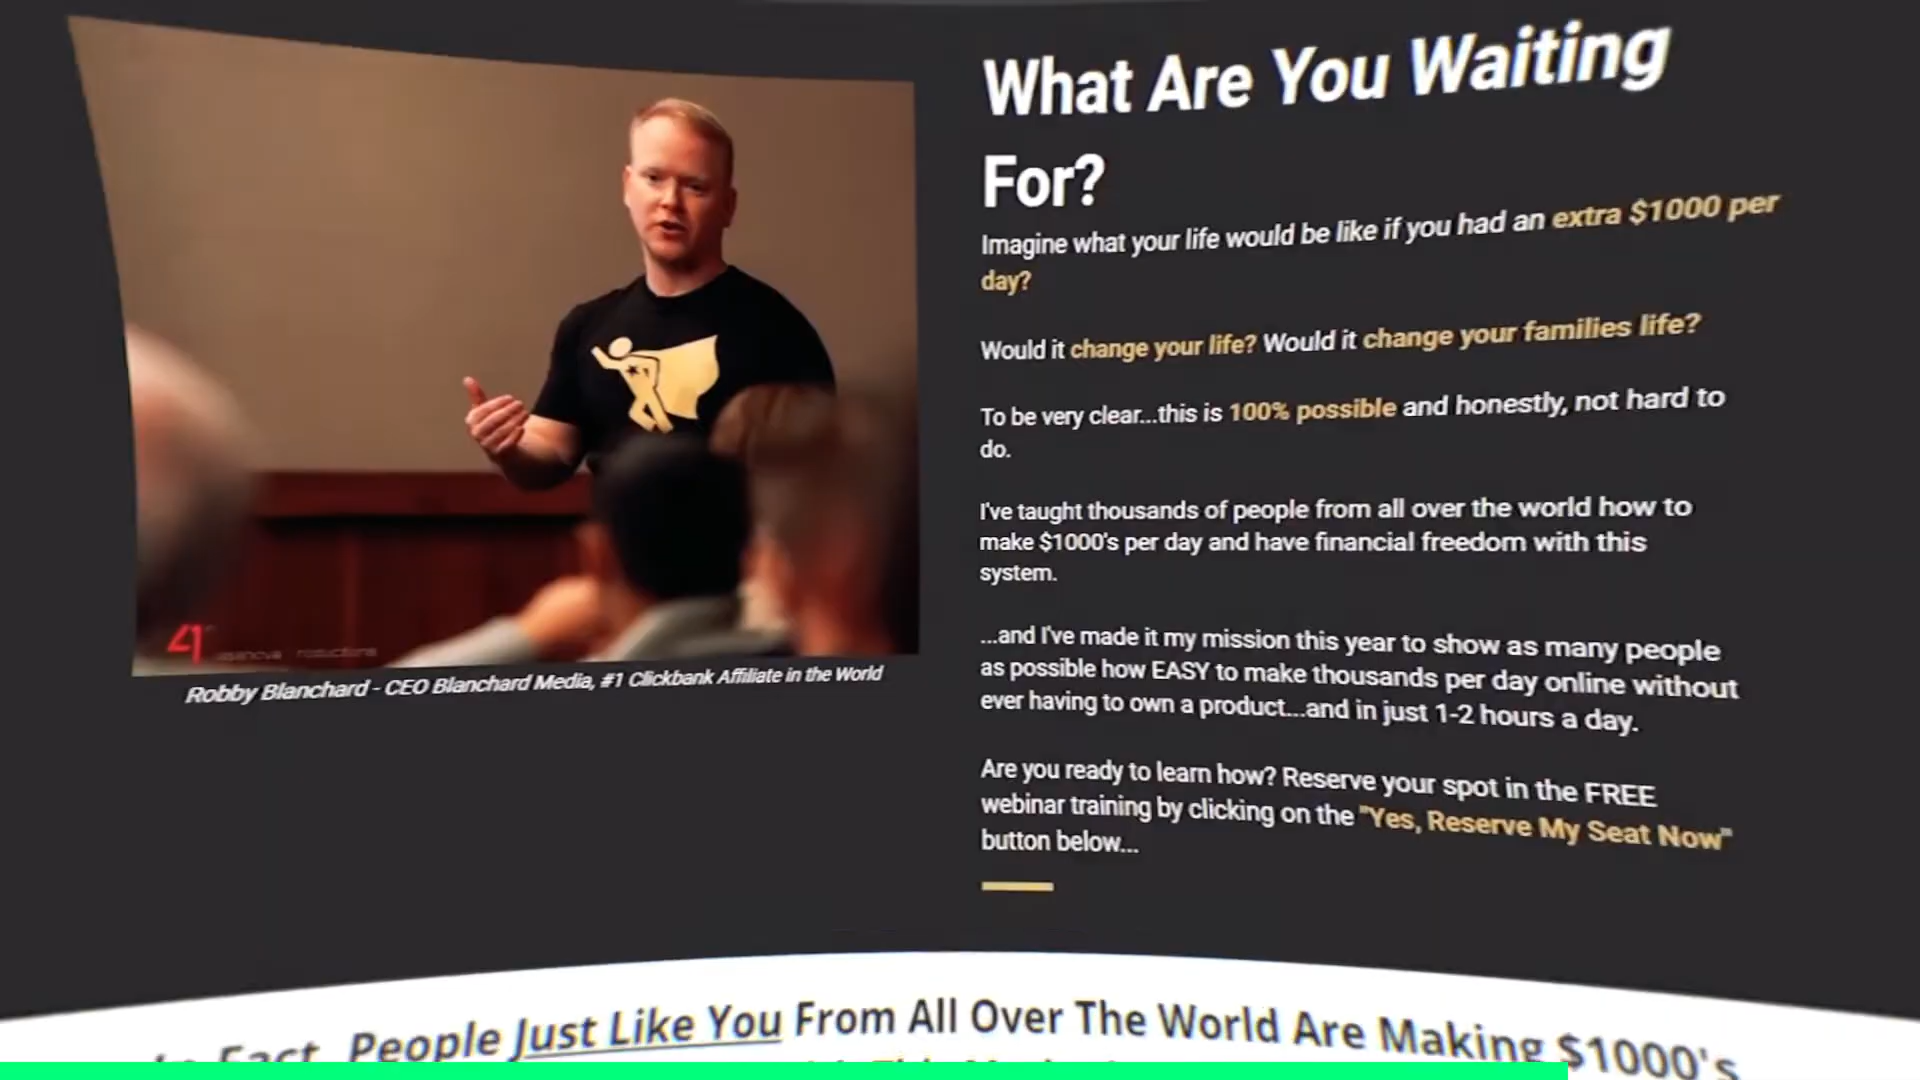 What Are You Waiting
For?
Imagine what your life would be like if you had an extra $1000 per
day?
Would it change your life? Would it change your families life?
To be very clear...this is 100% possible and honestly, not hard to
do.
I've taught thousands of people from all over the world how to
make $1000's per day and have financial freedom with this
system.
...and I've made it my mission this year to show as many people
as possible how EASY to make thousands per day online without
ever having to own a product...and in just 1-2 hours a day.
Are you ready to learn how? Reserve your spot in the FREE
webinar training by clicking on the "Yes, Reserve My Seat Now"
button below...
Robby Blanchard - CEO Blanchard Media, #1 Clickbank Affiliate in the World
In Fact, People Just Like You From All Over The World Are Making $1000's